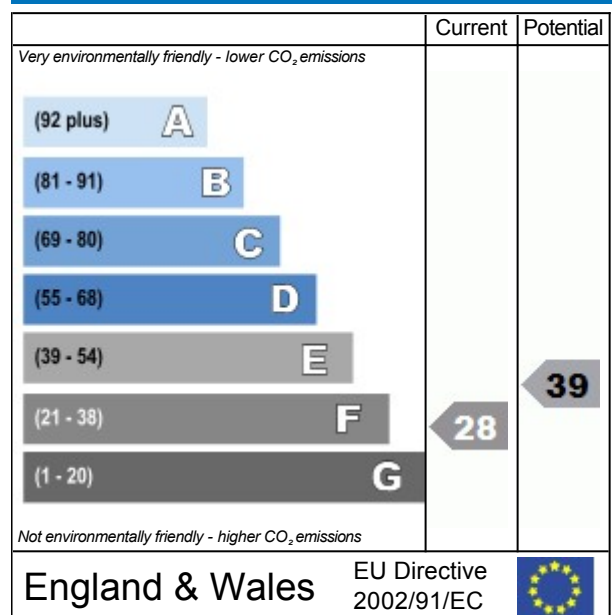 Current Potential
Very environmentally friendly - lower CO₂ emissions
(92 plus) A
(81 - 91) B
(69 - 80) C
(55 - 68) D
(39 - 54) E
39
(21 - 38) F
28
(1 - 20) G
Not environmentally friendly - higher CO₂ emissions
England & Wales
EU Directive
2002/91/EC